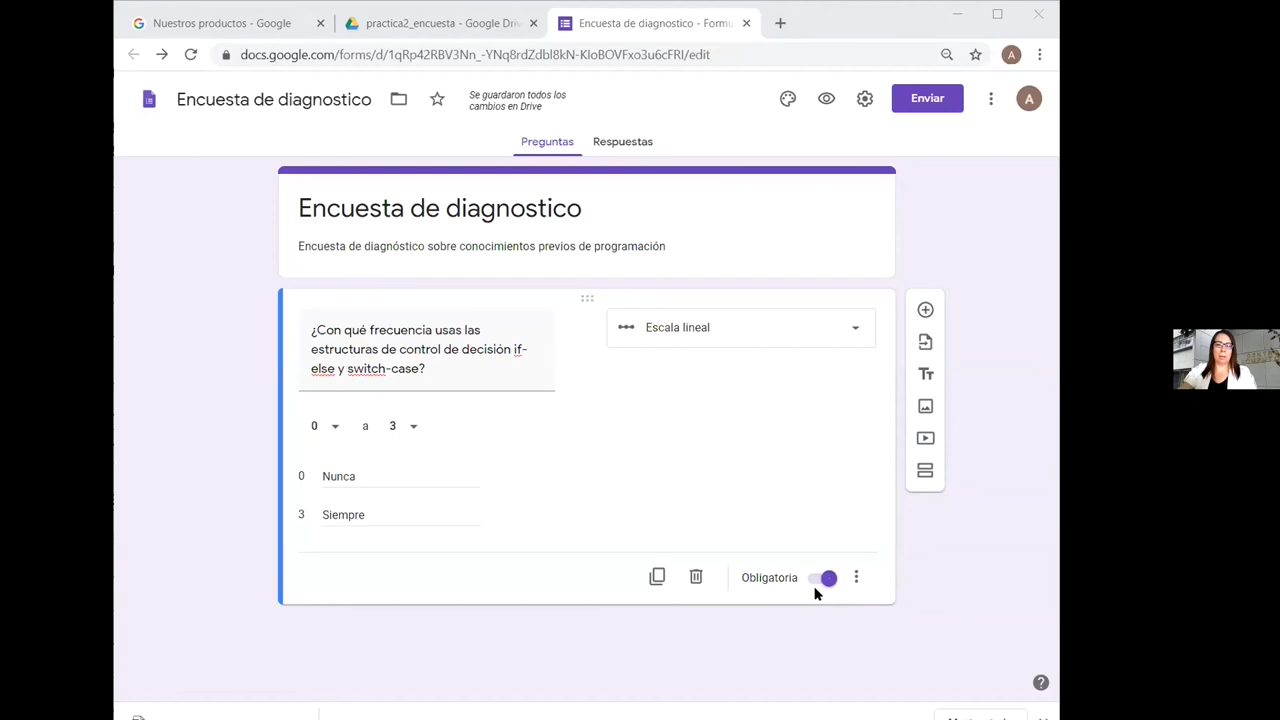 Nuestros productos - Google
practica2_encuesta - Google Driv
Encuesta de diagnostico - Formu
docs.google.com/forms/d/1qRp42RBV3Nn_-YNq8rdZdbl8kN-KIoBOVFxo3u6cFRI/edit
A
Encuesta de diagnostico
Se guardaron todos los
cambios en Drive
Enviar
A
Preguntas
Respuestas
Encuesta de diagnostico
Encuesta de diagnóstico sobre conocimientos previos de programación
¿Con qué frecuencia usas las
estructuras de control de decisión if-
else y switch-case?
Escala lineal
0 a 3
0 Nunca
3 Siempre
Obligatoria